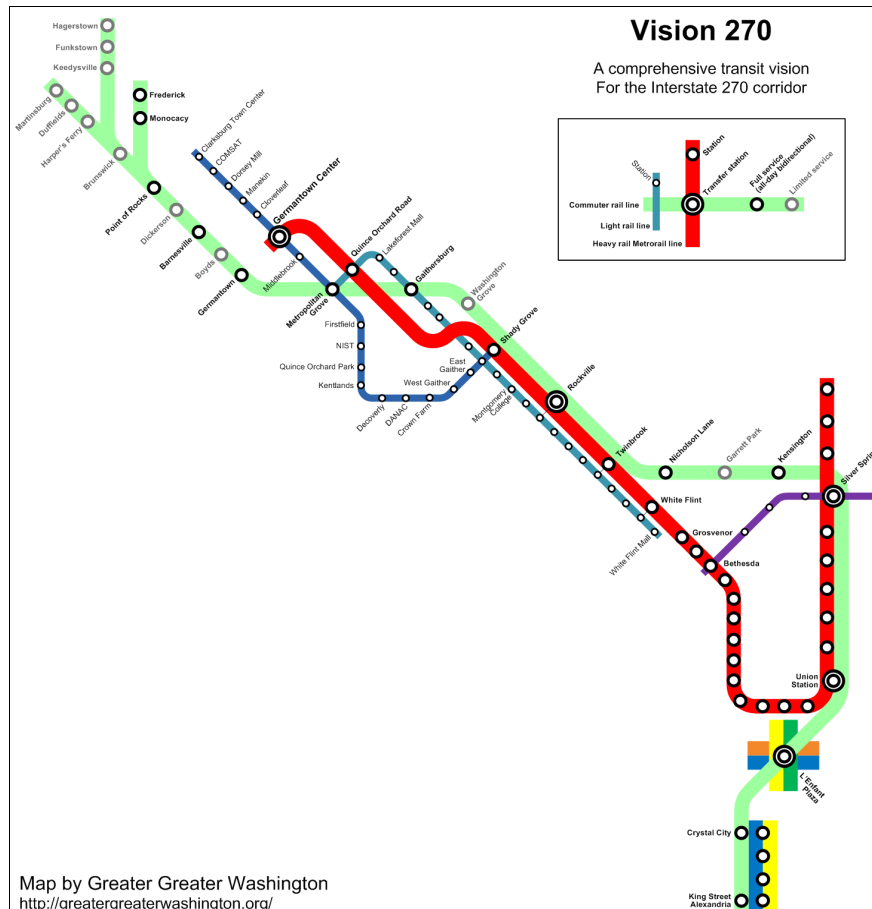 Vision 270
A comprehensive transit vision
For the Interstate 270 corridor
Station
Station
Transfer station
Full service
(all-day bidirectional)
Limited service
Commuter rail line
Light rail line
Heavy rail Metrorail line
Hagerstown
Funkstown
Keedysville
Martinsburg
Duffields
Harper's Ferry
Brunswick
Frederick
Monocacy
Point of Rocks
Dickerson
Barnesville
Boyds
Germantown
Clarksburg Town Center
COMSAT
Dorsey Mill
Manekin
Cloverleaf
Germantown Center
Middlebrook
Metropolitan
Grove
Quince Orchard Road
Lakeforest Mall
Gaithersburg
Washington
Grove
Firstfield
NIST
Quince Orchard Park
Kentlands
Decoverly
DANAC
Crown Farm
West Gaither
East
Gaither
Shady Grove
Montgomery
College
Rockville
Twinbrook
White Flint
White Flint Mall
Grosvenor
Bethesda
Nicholson Lane
Garrett Park
Kensington
Silver Sprin
Union
Station
L'Enfant
Plaza
Crystal City
King Street
Alexandria
Map by Greater Greater Washington
http://greatergreaterwashington.org/